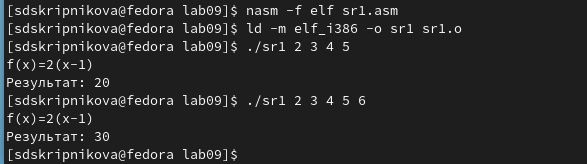 [sdskripnikova@fedora lab09]$ nasm -f elf sr1.asm
[sdskripnikova@fedora lab09]$ ld -m elf_i386 -o sr1 sr1.o
[sdskripnikova@fedora lab09]$ ./sr1 2 3 4 5
f(x)=2(x-1)
Результат: 20
[sdskripnikova@fedora lab09]$ ./sr1 2 3 4 5 6
f(x)=2(x-1)
Результат: 30
[sdskripnikova@fedora lab09]$